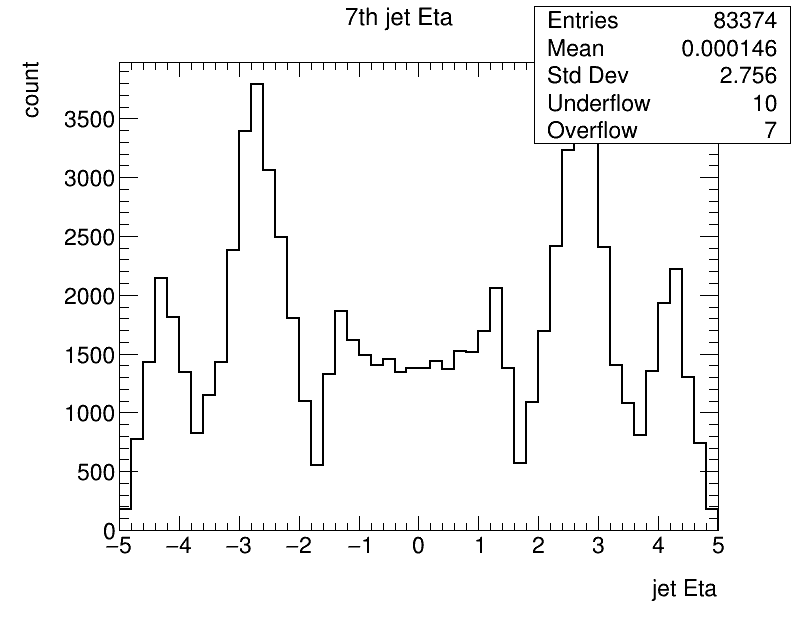 7th jet Eta
Entries 83374
Mean 0.000146
Std Dev 2.756
Underflow 10
Overflow 7
count
3500
3000
2500
2000
1500
1000
500
0
−5 −4 −3 −2 −1 0 1 2 3 4 5
jet Eta